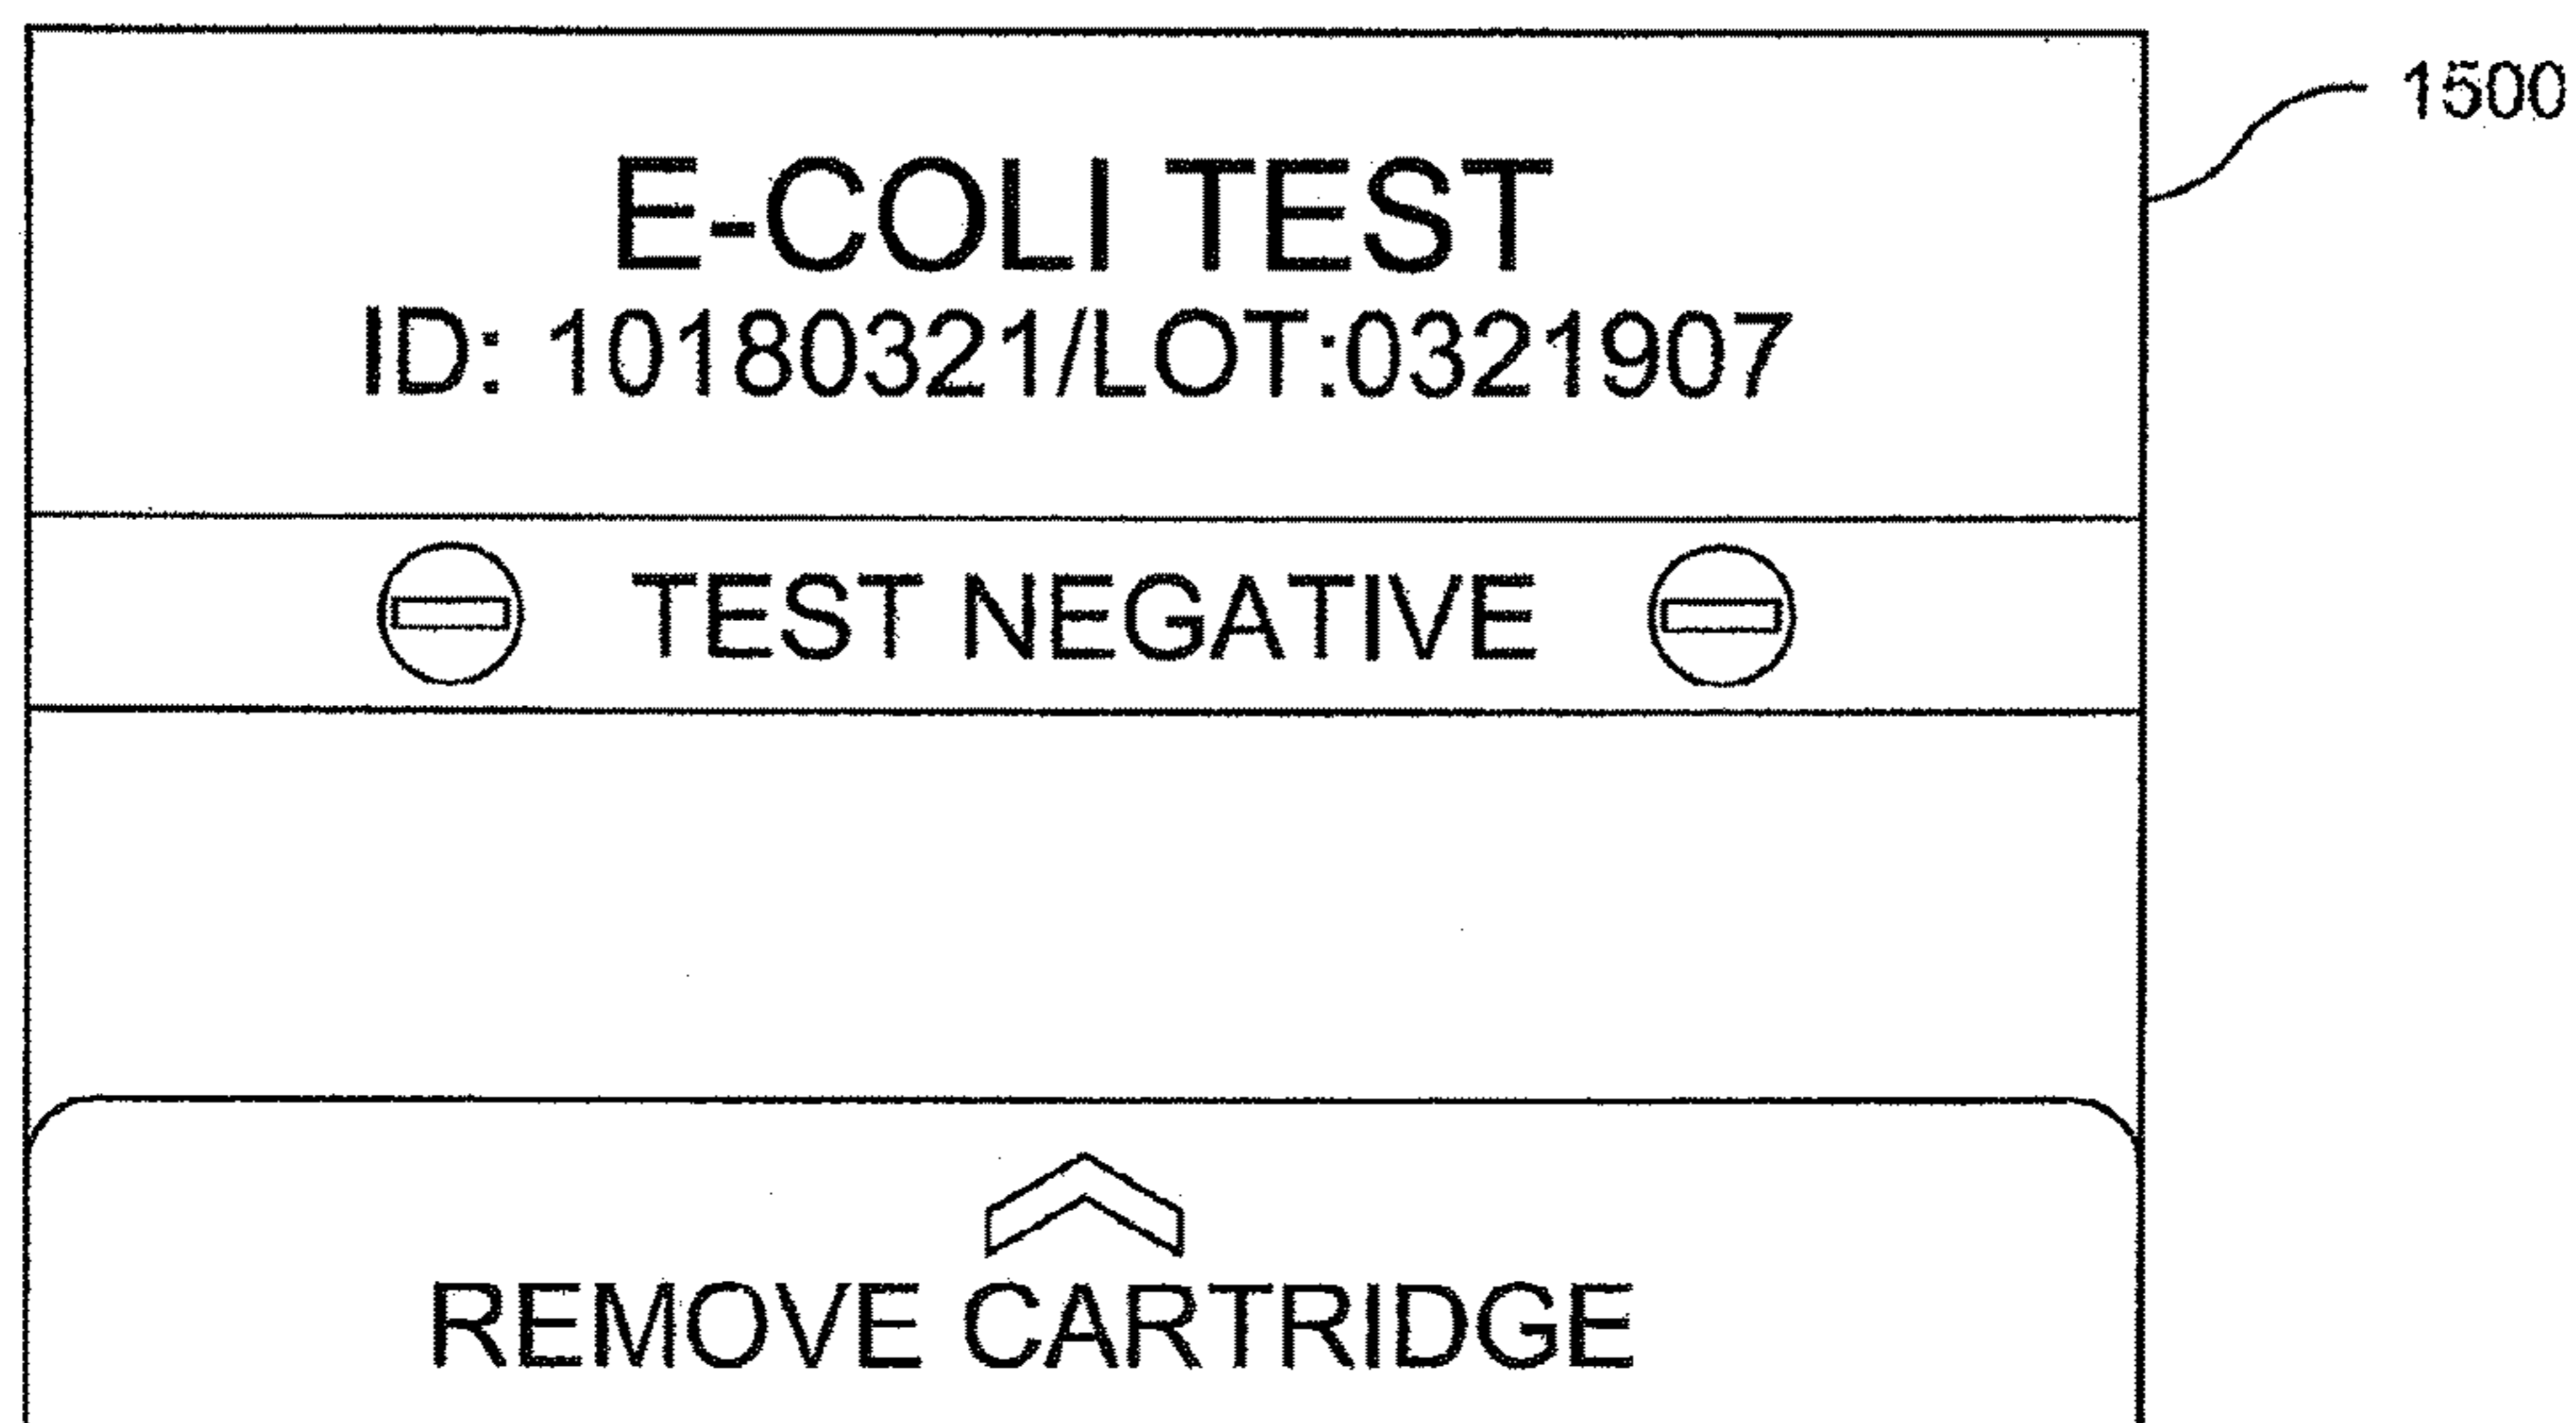 1500
E-COLI TEST
ID: 10180321/LOT:0321907
TEST NEGATIVE
REMOVE CARTRIDGE